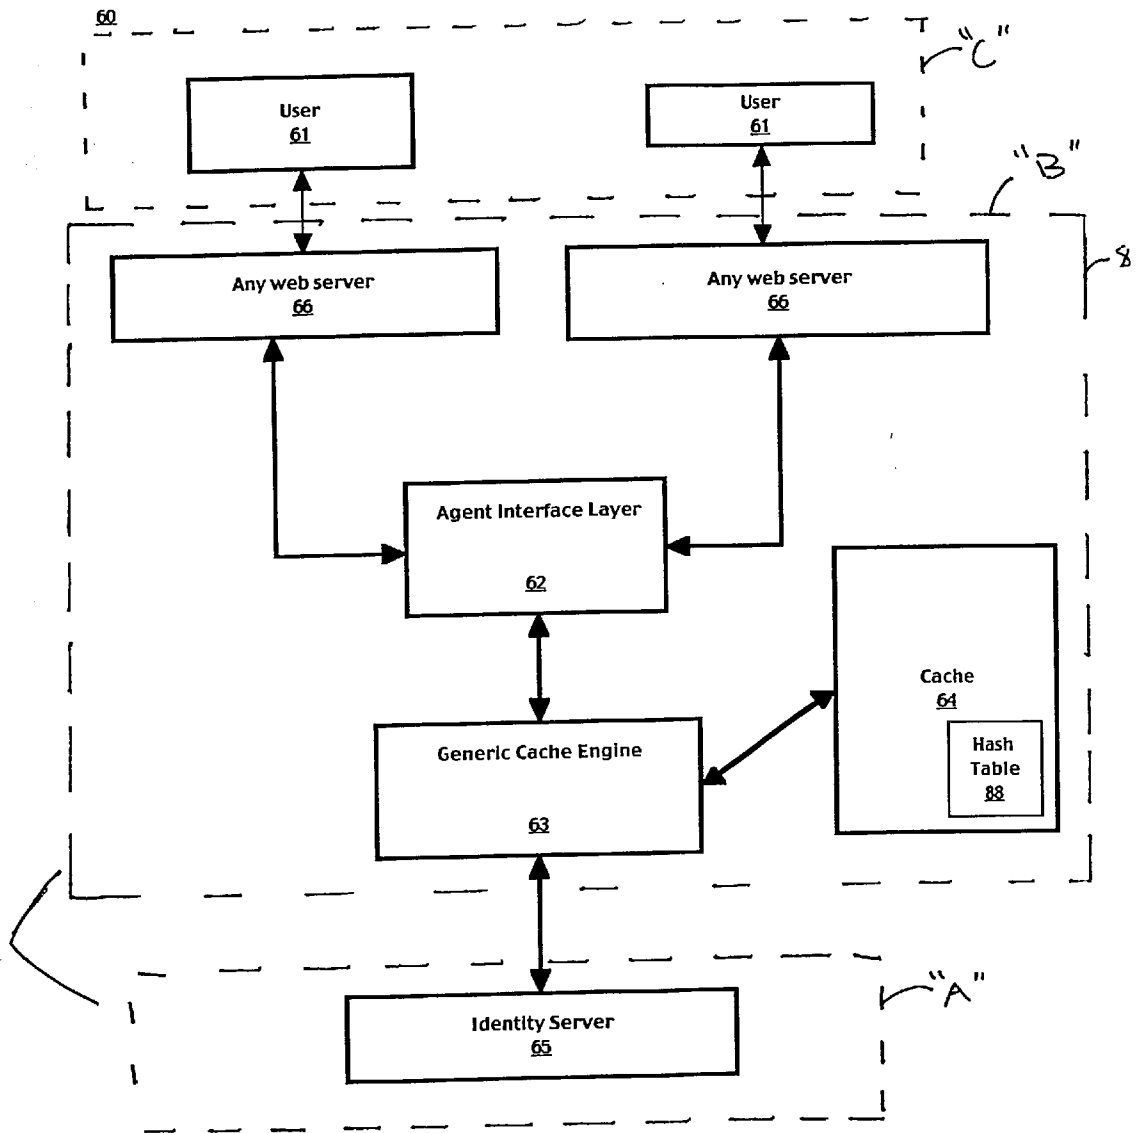 60
"C"
User
61
User
61
"B"
8
Any web server
66
Any web server
66
Agent Interface Layer
62
Cache
64
Hash
Table
88
Generic Cache Engine
63
"A"
Identity Server
65